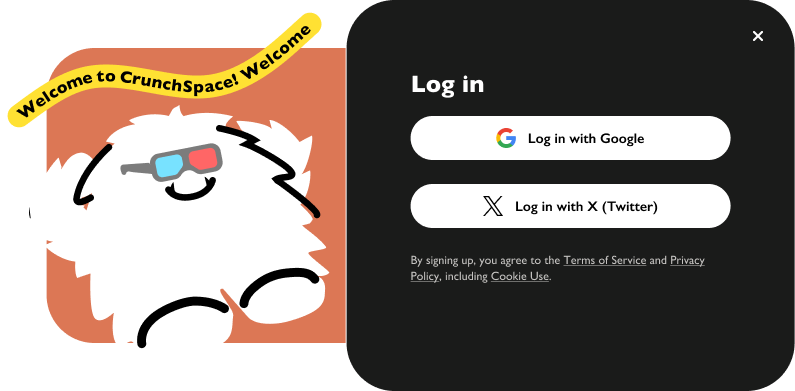 Welcome to CrunchSpace! Welcome
Log in
Log in with Google
Log in with X (Twitter)
By signing up, you agree to the Terms of Service and Privacy
Policy, including Cookie Use.